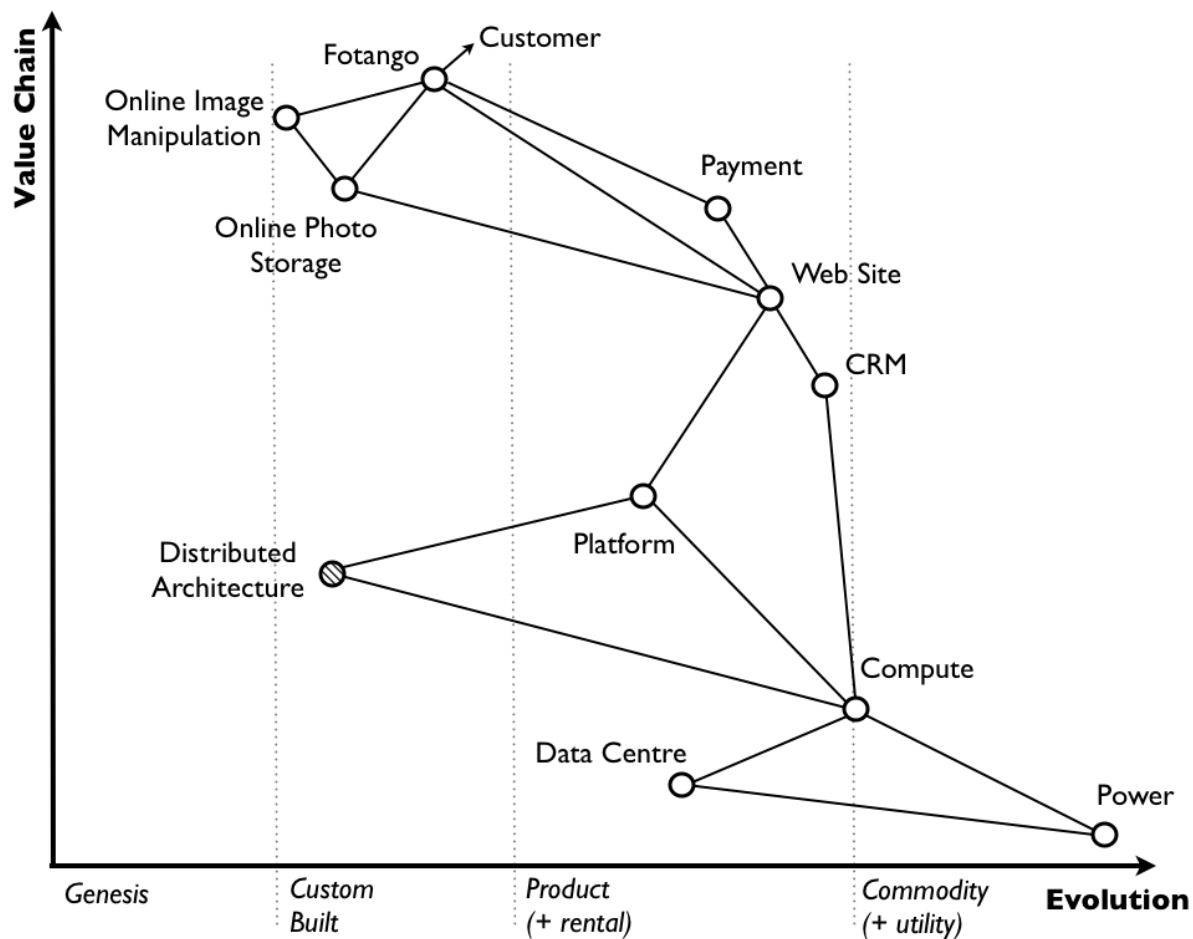 Value Chain
Fotango
Customer
Online Image
Manipulation
Online Photo
Storage
Payment
Web Site
CRM
Platform
Distributed
Architecture
Compute
Data Centre
Power
Genesis
Custom
Built
Product
(+ rental)
Commodity
(+ utility)
Evolution